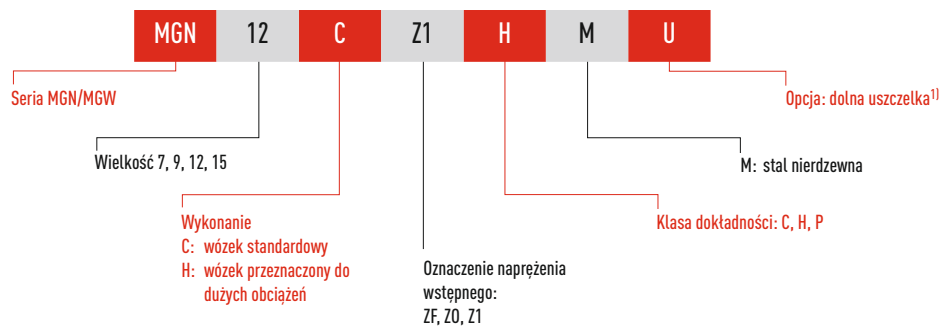 MGN 12 C Z1 H M U
Seria MGN/MGW
Opcja: dolna uszczelka1)
Wielkość 7, 9, 12, 15
M: stal nierdzewna
Wykonanie
C: wózek standardowy
H: wózek przeznaczony do
dużych obciążeń
Klasa dokładności: C, H, P
Oznaczenie naprężenia
wstępnego:
ZF, Z0, Z1